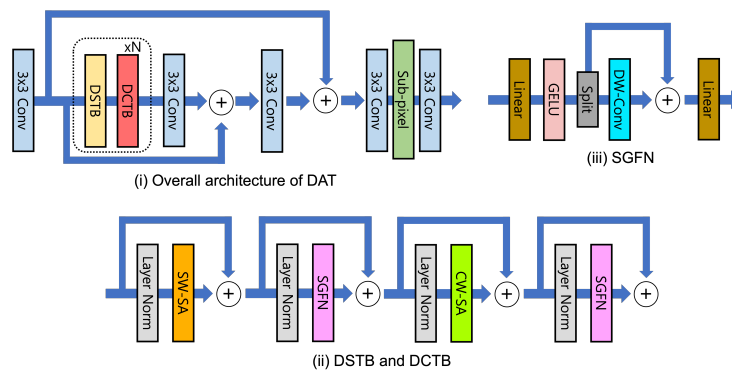 3x3 Conv
DSTB
DCTB
xN
3x3 Conv
+
3x3 Conv
+
3x3 Conv
Sub-pixel
3x3 Conv
(i) Overall architecture of DAT
Linear
GELU
Split
DW-Conv
+
Linear
(iii) SGFN
Layer Norm
SW-SA
+
Layer Norm
SGFN
+
Layer Norm
CW-SA
+
Layer Norm
SGFN
+
(ii) DSTB and DCTB